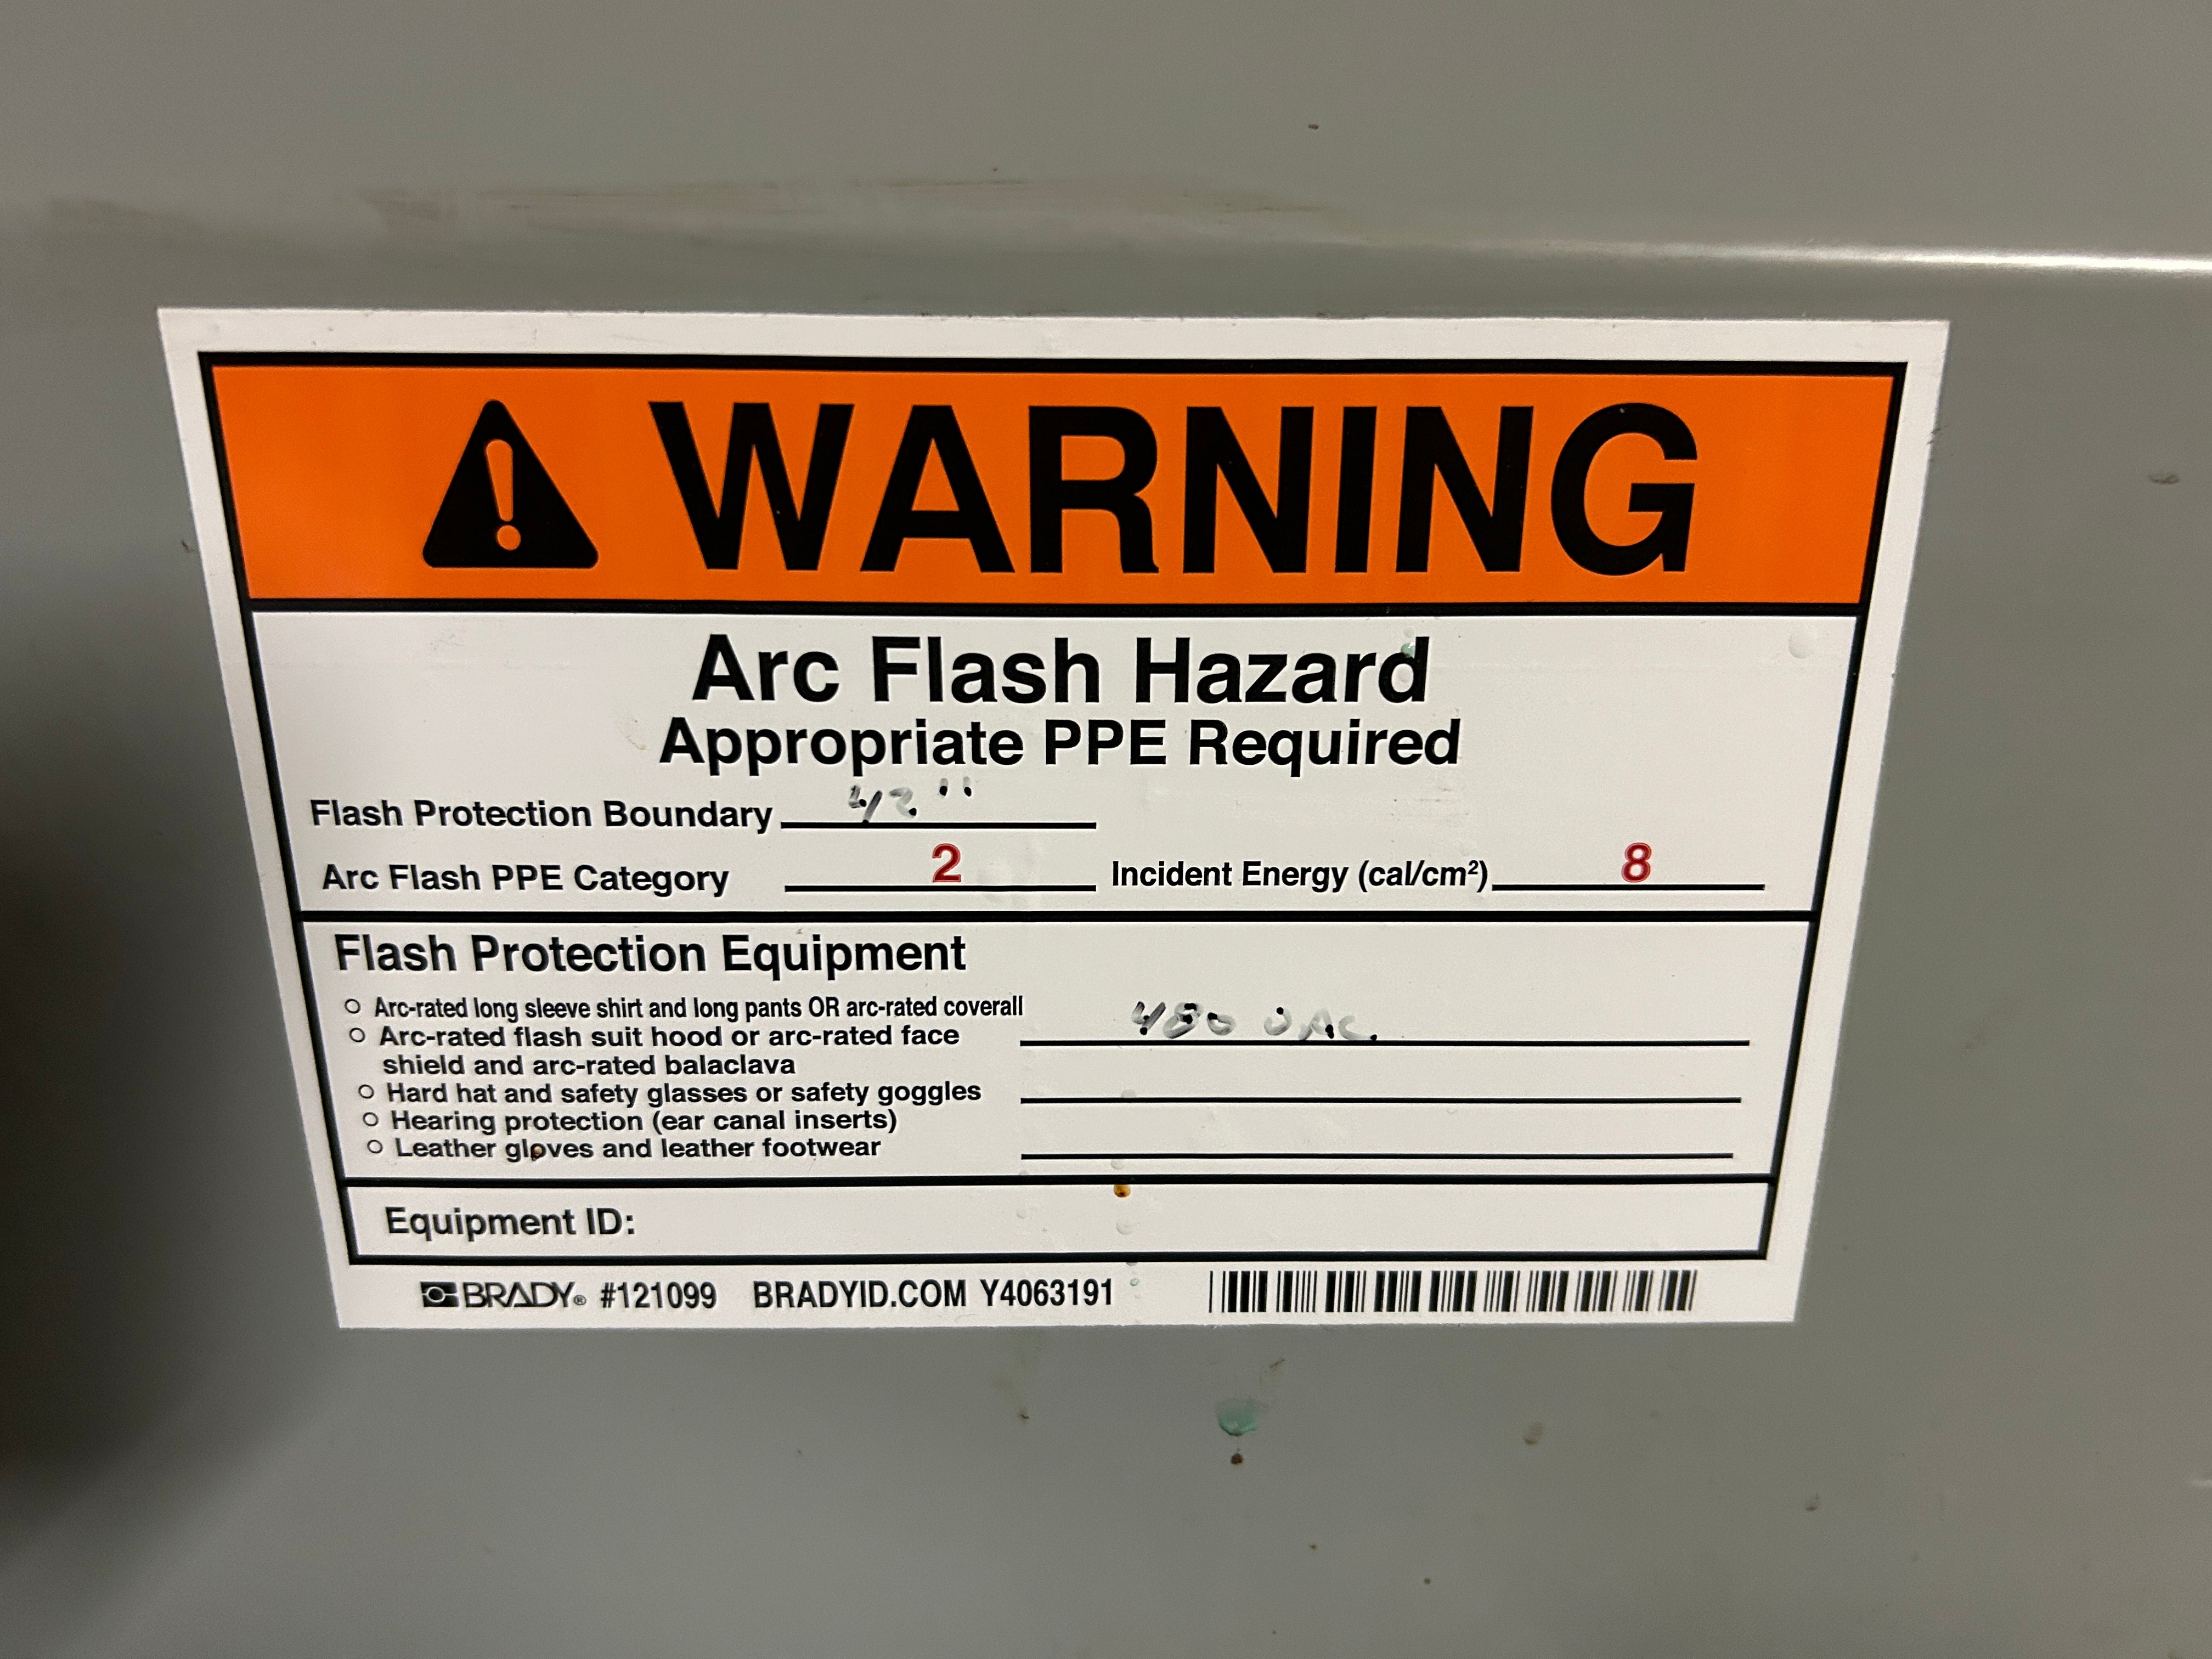 WARNING
Arc Flash Hazard
Appropriate PPE Required
Flash Protection Boundary 42"
Arc Flash PPE Category 2 Incident Energy (cal/cm²) 8
Flash Protection Equipment
○ Arc-rated long sleeve shirt and long pants OR arc-rated coverall
○ Arc-rated flash suit hood or arc-rated face 480 VAC.
shield and arc-rated balaclava
○ Hard hat and safety glasses or safety goggles
○ Hearing protection (ear canal inserts)
○ Leather gloves and leather footwear
Equipment ID:
BRADY® #121099 BRADYID.COM Y4063191